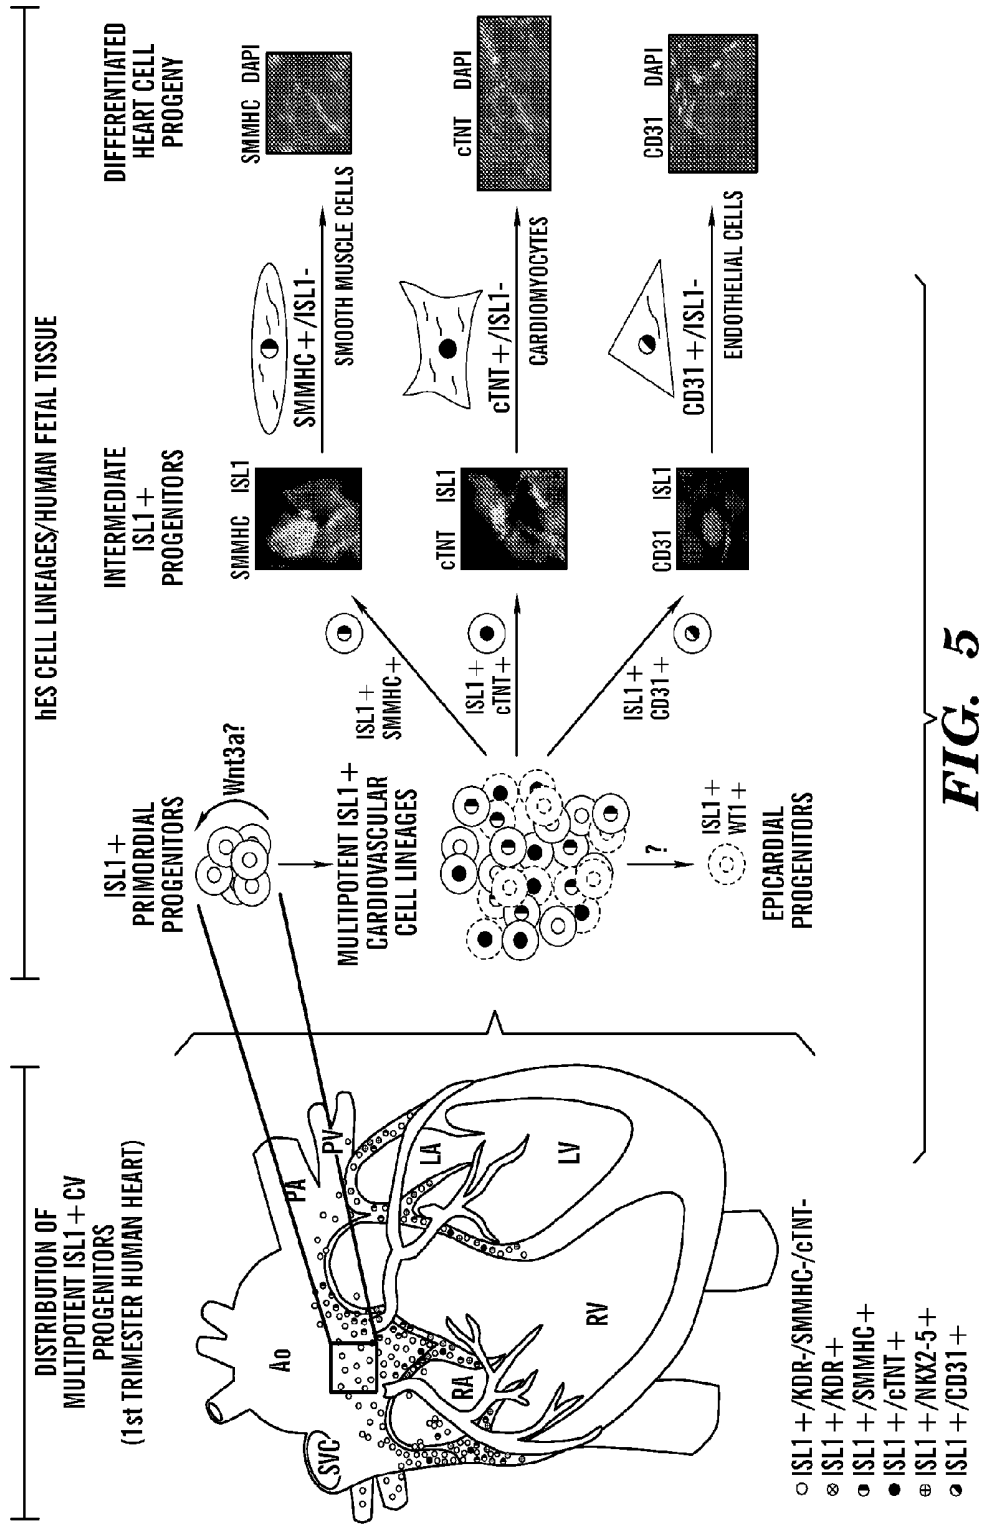 DISTRIBUTION OF
MULTIPOTENT ISL1+CV
PROGENITORS
(1st TRIMESTER HUMAN HEART)
SVC
Ao
PA
PV
RA
LA
RV
LV
ISL1+/KDR-/SMMHC-/cTNT-
ISL1+/KDR+
ISL1+/SMMHC+
ISL1+/cTNT+
ISL1+/NK2-5+
ISL1+/CD31+
hES CELL LINEAGES/HUMAN FETAL TISSUE
ISL1+
PRIMORDIAL
PROGENITORS
Wnt3a?
MULTIPOTENT ISL1+
CARDIOVASCULAR
CELL LINEAGES
?
ISL1+
WT1+
EPICARDIAL
PROGENITORS
ISL1+
SMMHC+
ISL1+
cTNT+
ISL1+
CD31+
INTERMEDIATE
ISL1+
PROGENITORS
SMMHC ISL1
cTNT ISL1
CD31 ISL1
SMMHC+/ISL1-
SMOOTH MUSCLE CELLS
cTNT+/ISL1-
CARDIOMYOCYTES
CD31+/ISL1-
ENDOTHELIAL CELLS
DIFFERENTIATED
HEART CELL
PROGENY
SMMHC DAPI
cTNT DAPI
CD31 DAPI
FIG. 5